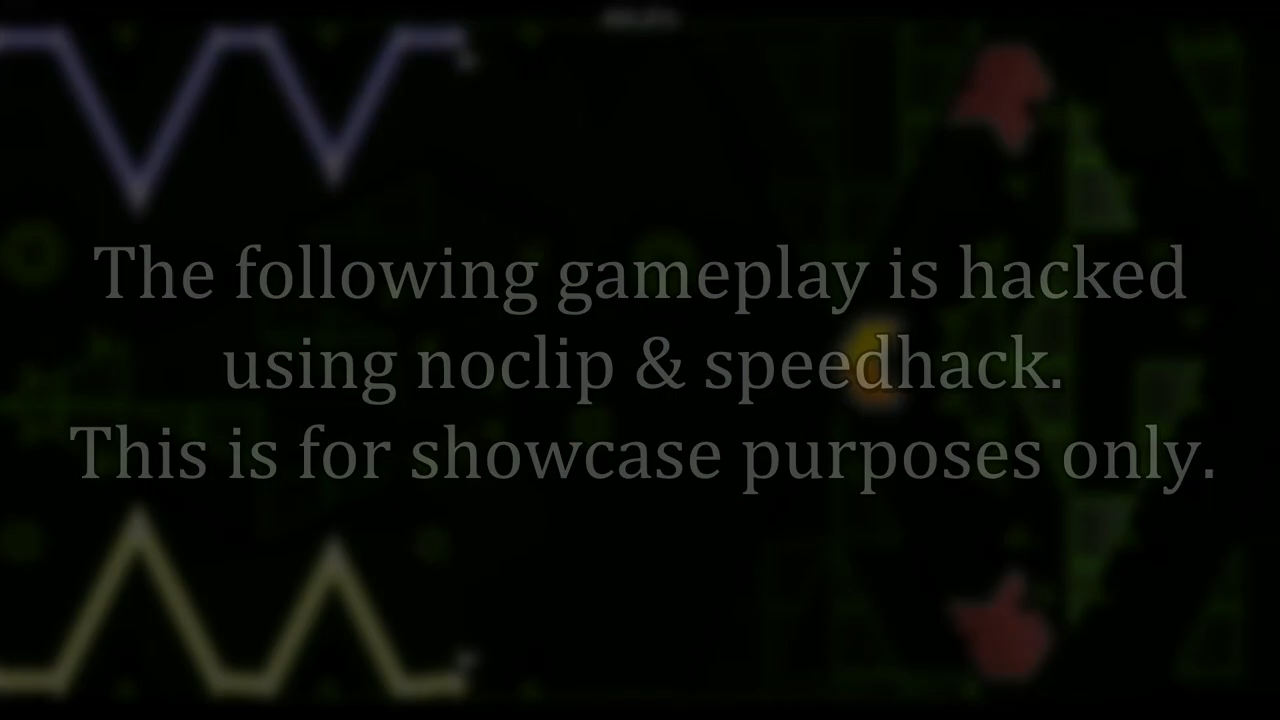 The following gameplay is hacked
using noclip & speedhack.
This is for showcase purposes only.